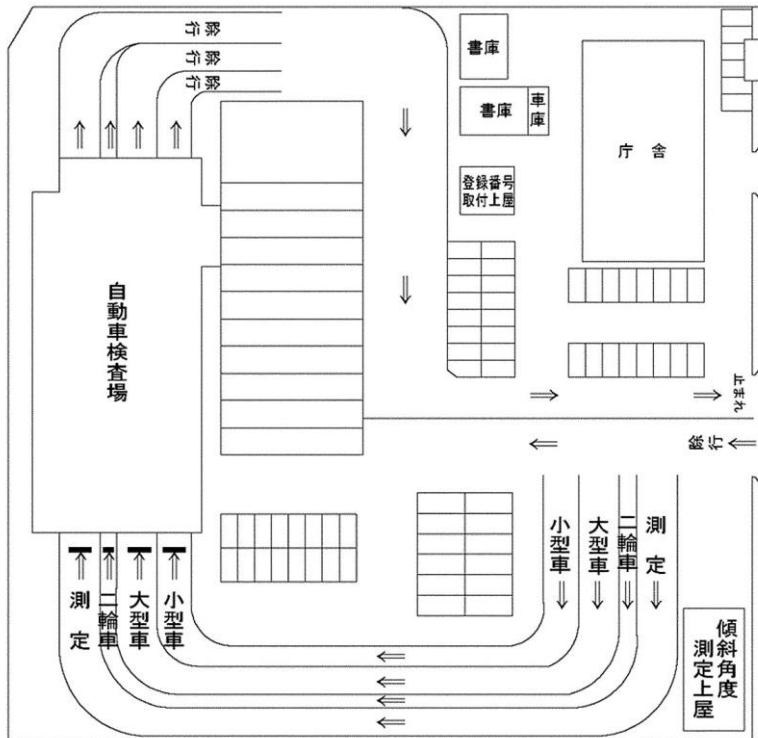 徐行
徐行
徐行
書庫
書庫
車庫
庁舎
登録番号
取付上屋
自動車検査場
止まれ
徐行
小型車
大型車
二輪車
測定
測定
二輪車
大型車
小型車
傾斜角度
測定上屋